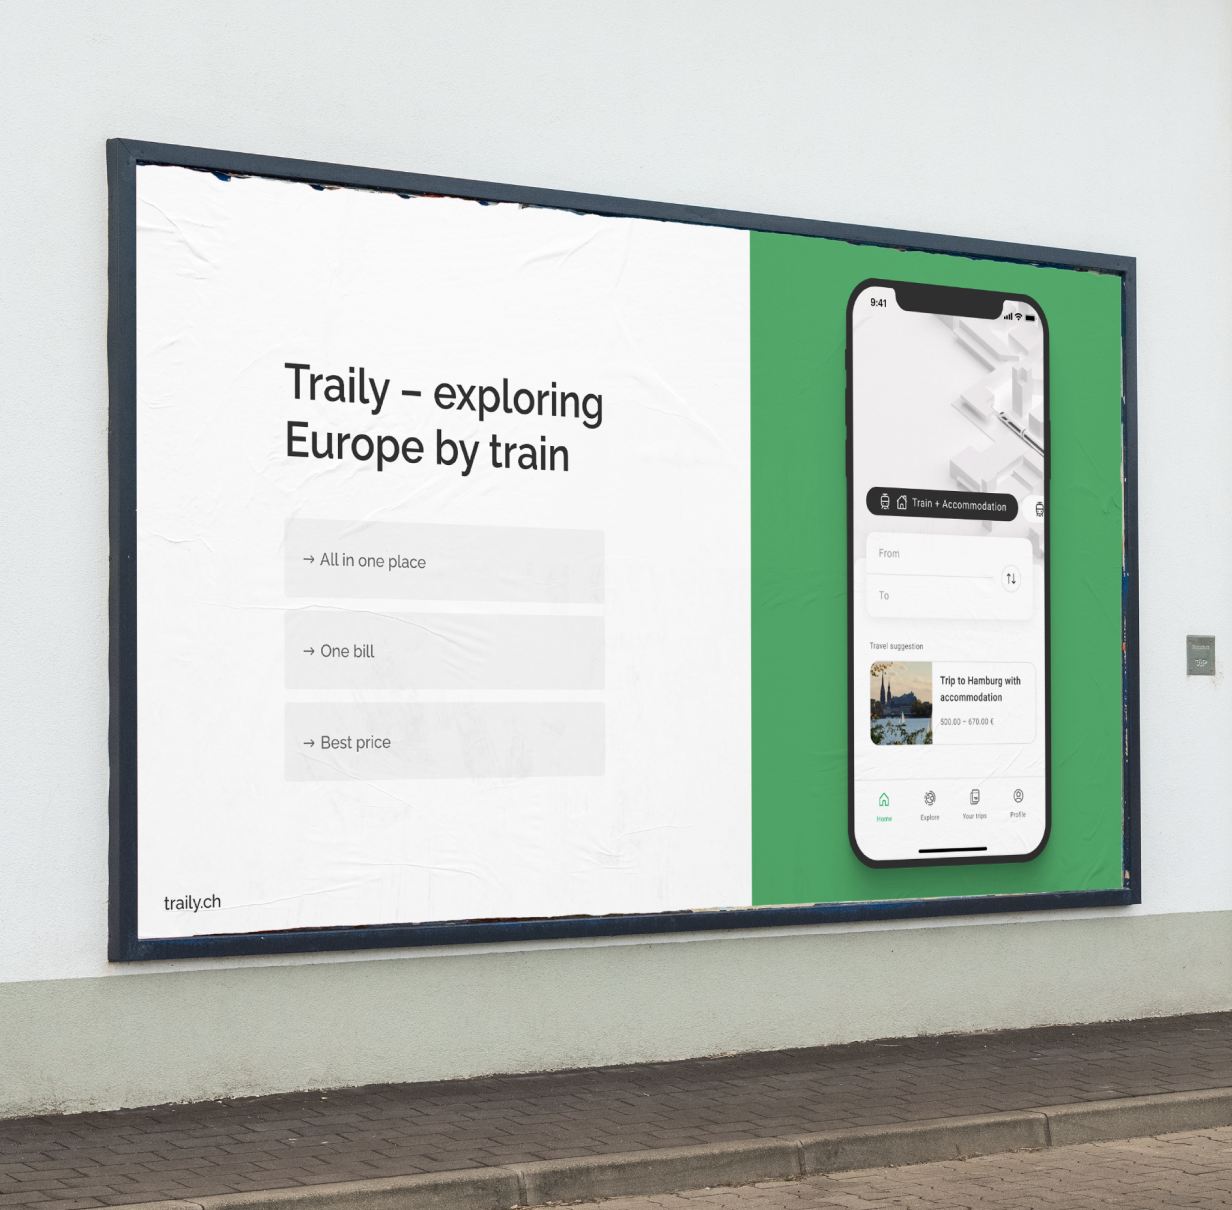 Traily – exploring
Europe by train
→ All in one place
→ One bill
→ Best price
traily.ch
9:41
Train + Accommodation
From
To
Travel suggestion
Trip to Hamburg with
accommodation
500.00 – 670.00 €
Home
Explore
Your trips
Profile